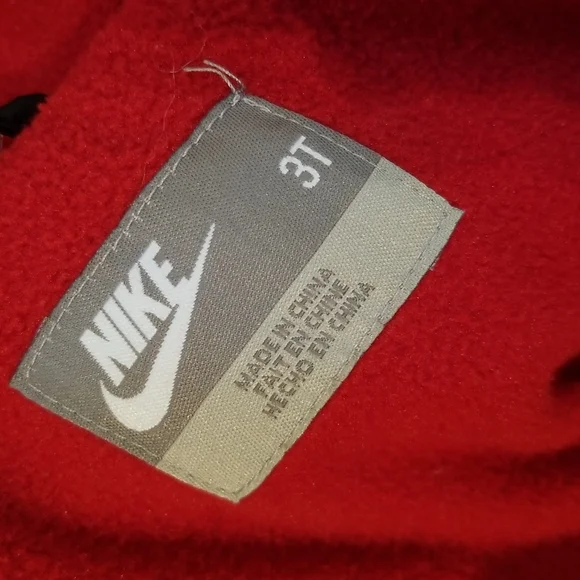 NIKE
3T
MADE IN CHINA
FAIT EN CHINE
HECHO EN CHINA